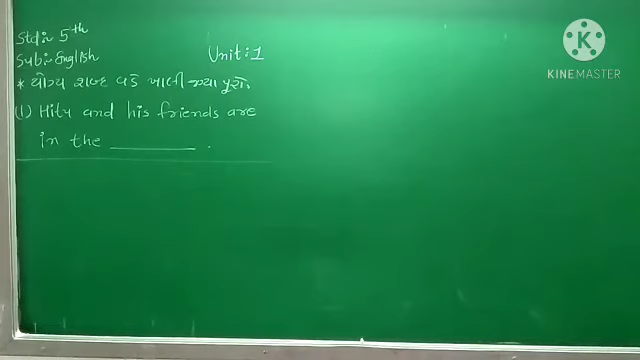 Std:- 5th
Sub:- English
Unit: 1
* યોગ્ય શબ્દ વડે ખાલી જગ્યા પૂરો.
(1) Hitu and his friends are
in the ________ .
KINEMASTER